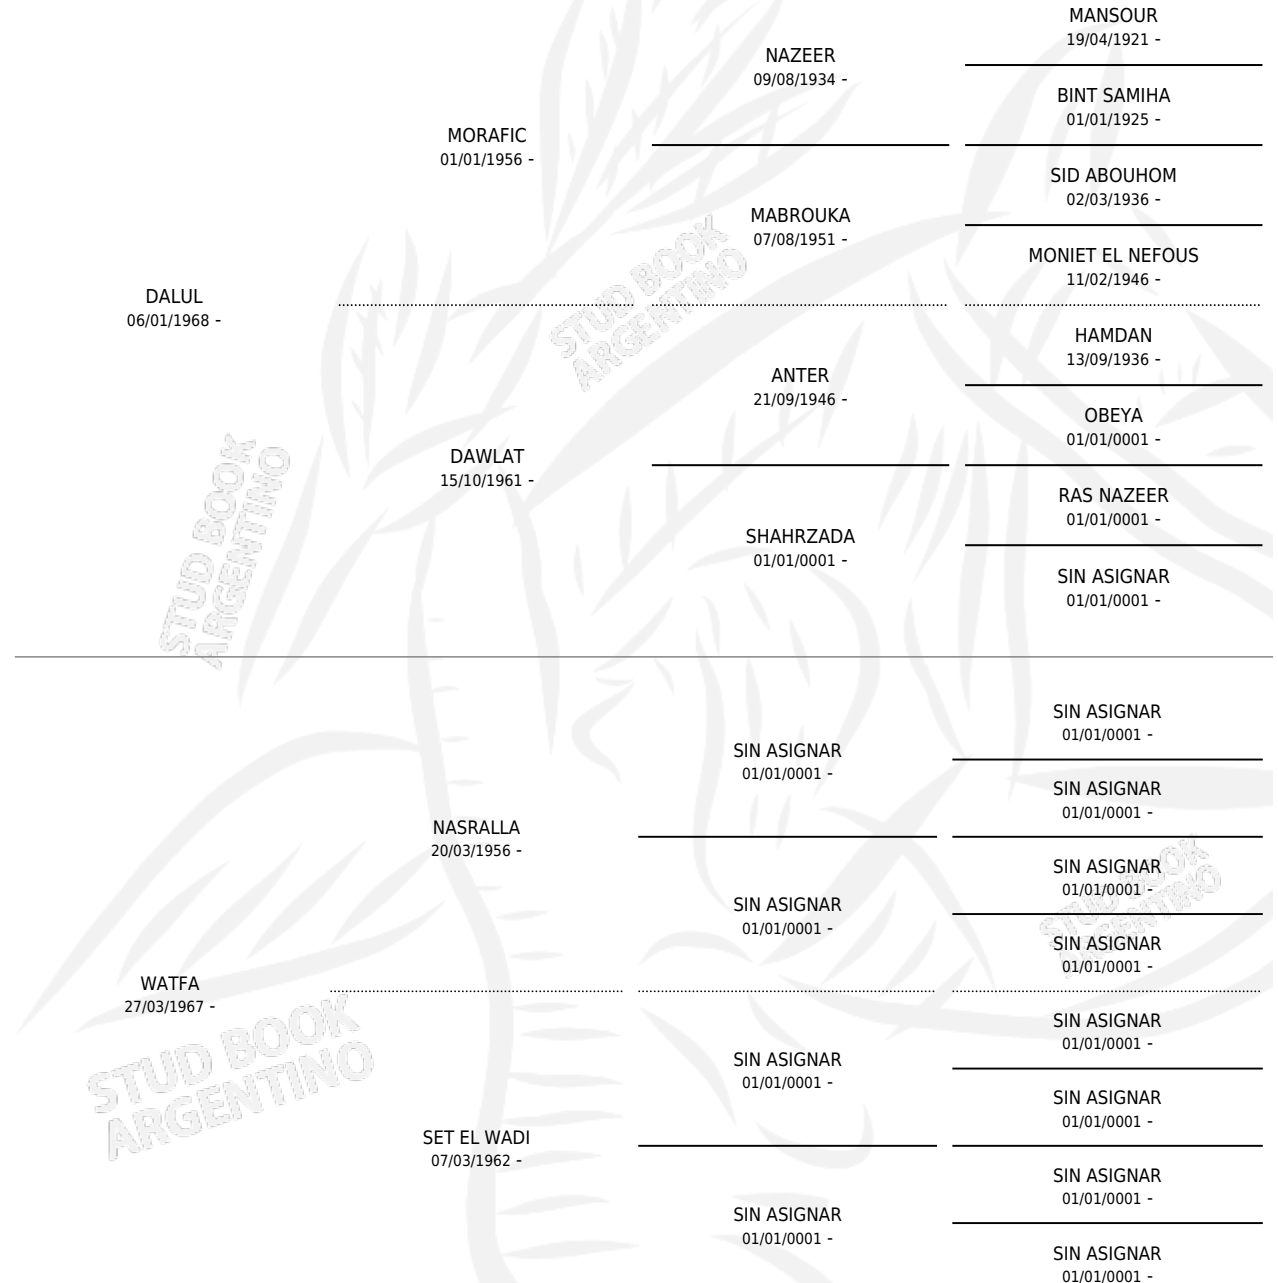 MANSOUR
19/04/1921 -
NAZEER
09/08/1934 -
BINT SAMIHA
01/01/1925 -
MORAFIC
01/01/1956 -
SID ABOUHOM
02/03/1936 -
MABROUKA
07/08/1951 -
MONIET EL NEFOUS
11/02/1946 -
DALUL
06/01/1968 -
HAMDAN
13/09/1936 -
ANTER
21/09/1946 -
OBEYA
01/01/0001 -
DAWLAT
15/10/1961 -
RAS NAZEER
01/01/0001 -
SHAHRZADA
01/01/0001 -
SIN ASIGNAR
01/01/0001 -
STUD BOOK
ARGENTINO
STUD BOOK
ARGENTINO
SIN ASIGNAR
01/01/0001 -
SIN ASIGNAR
01/01/0001 -
SIN ASIGNAR
01/01/0001 -
NASRALLA
20/03/1956 -
SIN ASIGNAR
01/01/0001 -
SIN ASIGNAR
01/01/0001 -
SIN ASIGNAR
01/01/0001 -
WATFA
27/03/1967 -
SIN ASIGNAR
01/01/0001 -
SIN ASIGNAR
01/01/0001 -
SIN ASIGNAR
01/01/0001 -
SET EL WADI
07/03/1962 -
SIN ASIGNAR
01/01/0001 -
SIN ASIGNAR
01/01/0001 -
SIN ASIGNAR
01/01/0001 -
STUD BOOK
ARGENTINO
STUD BOOK
ARGENTINO